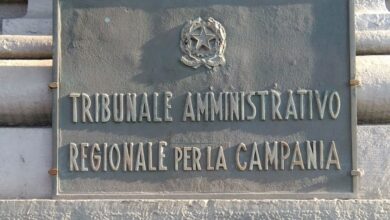 TRIBUNALE AMMINISTRATIVO
REGIONALE PER LA CAMPANIA